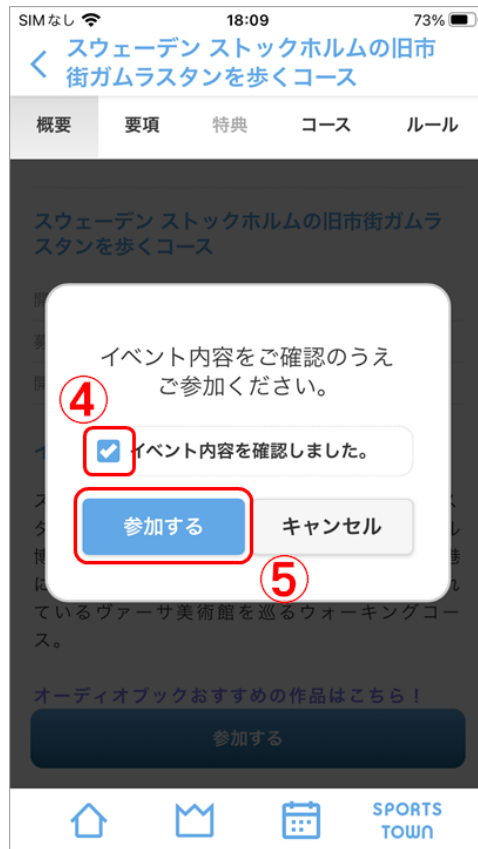 SIMなし 18:09 73%
スウェーデン ストックホルムの旧市
街ガムラスタンを歩くコース
概要 要項 特典 コース ルール
スウェーデン ストックホルムの旧市街ガムラ
スタンを歩くコース
イベント内容をご確認のうえ
ご参加ください。
④
イベント内容を確認しました。
参加する キャンセル
⑤
ているヴァーサ美術館を巡るウォーキングコー
ス。
オーディオブックおすすめの作品はこちら！
参加する
SPORTS
TOWN